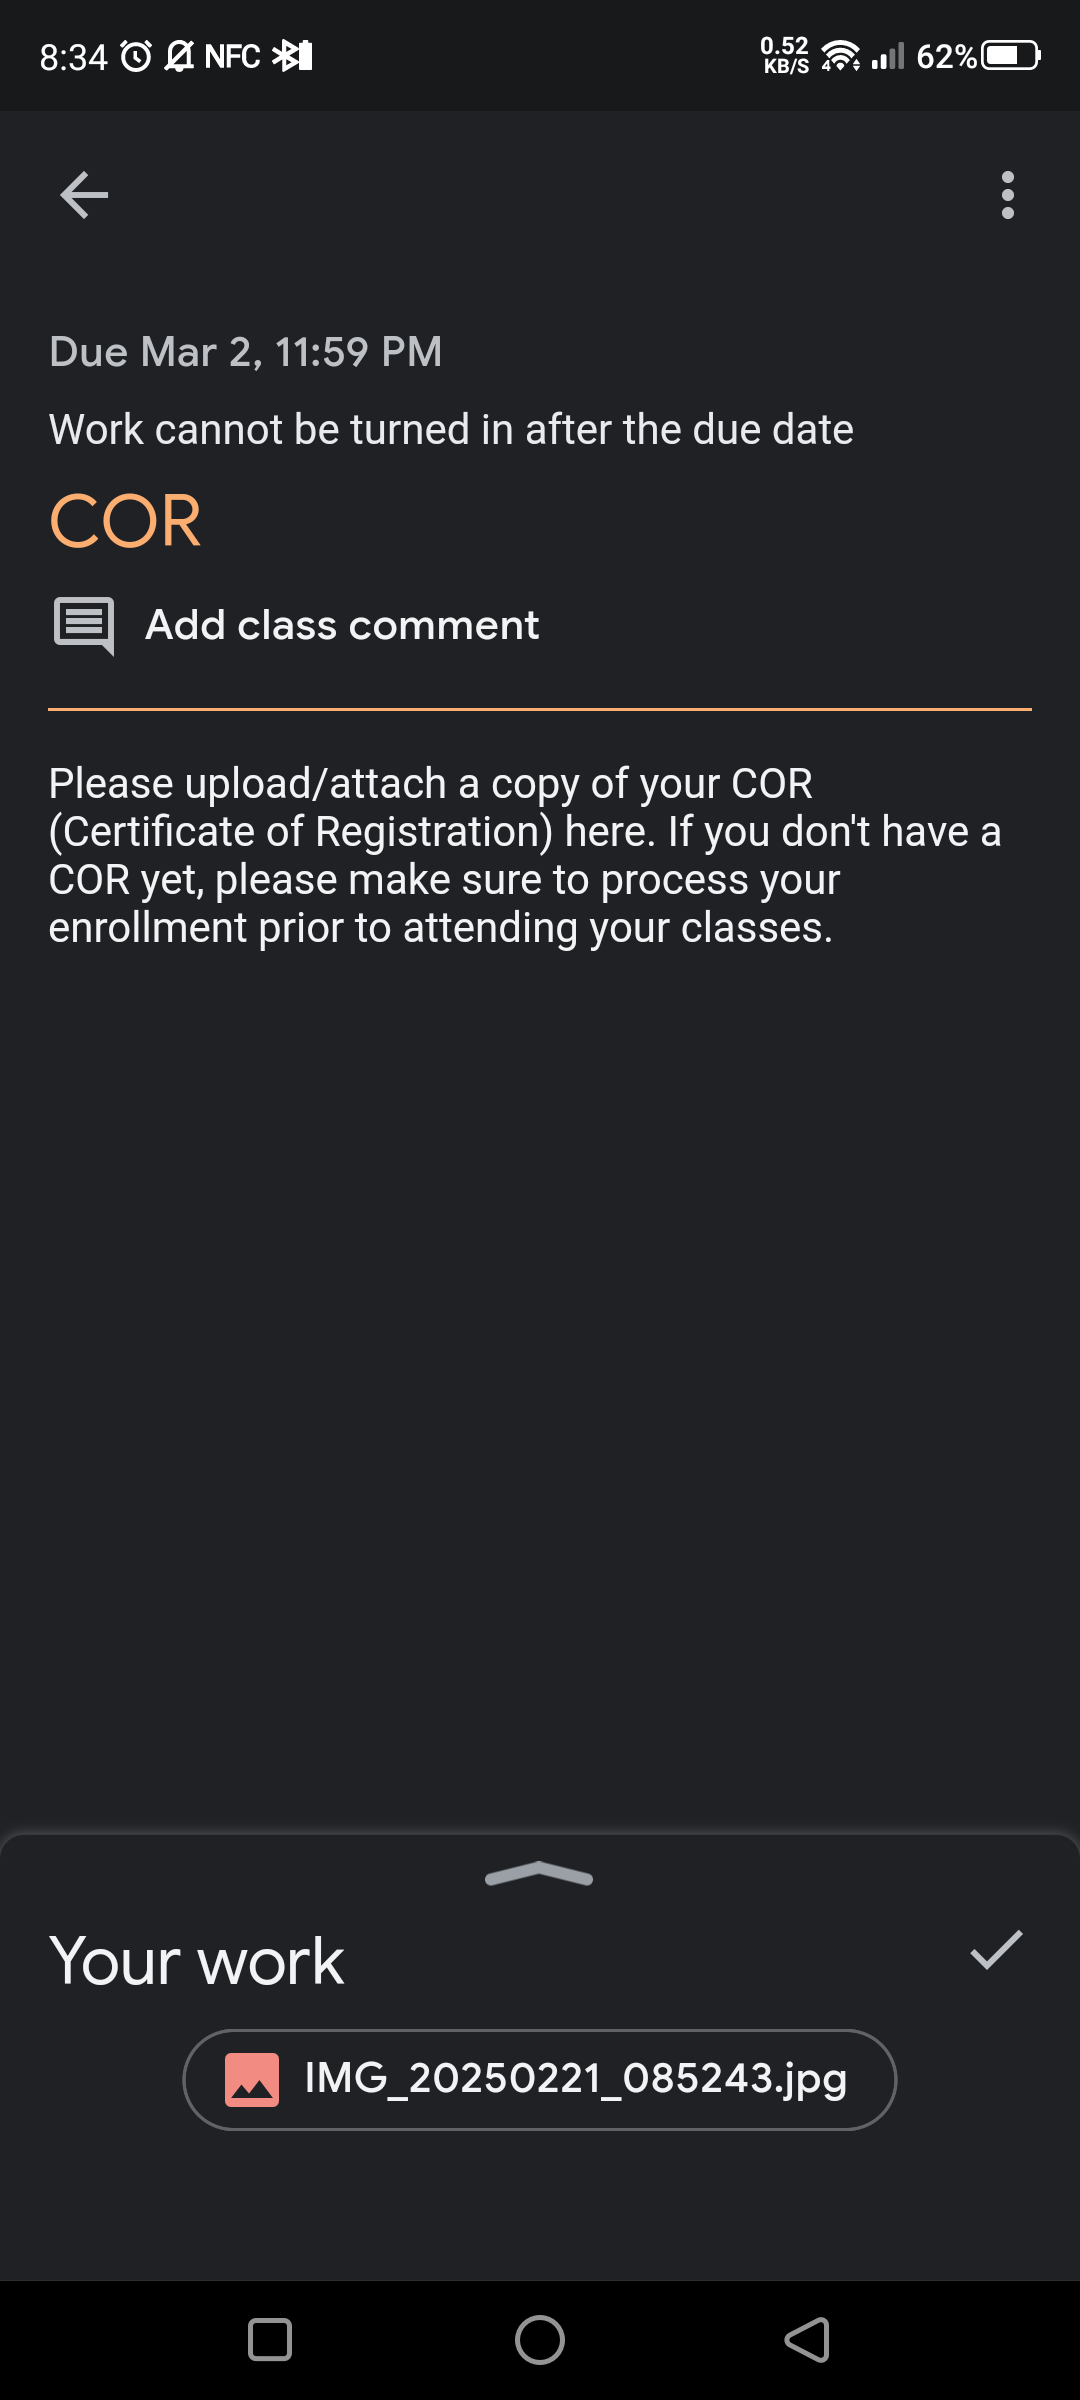 8:34 NFC 0.52 KB/S 4 62%
Due Mar 2, 11:59 PM
Work cannot be turned in after the due date
COR
Add class comment
Please upload/attach a copy of your COR
(Certificate of Registration) here. If you don't have a
COR yet, please make sure to process your
enrollment prior to attending your classes.
Your work
IMG_20250221_085243.jpg